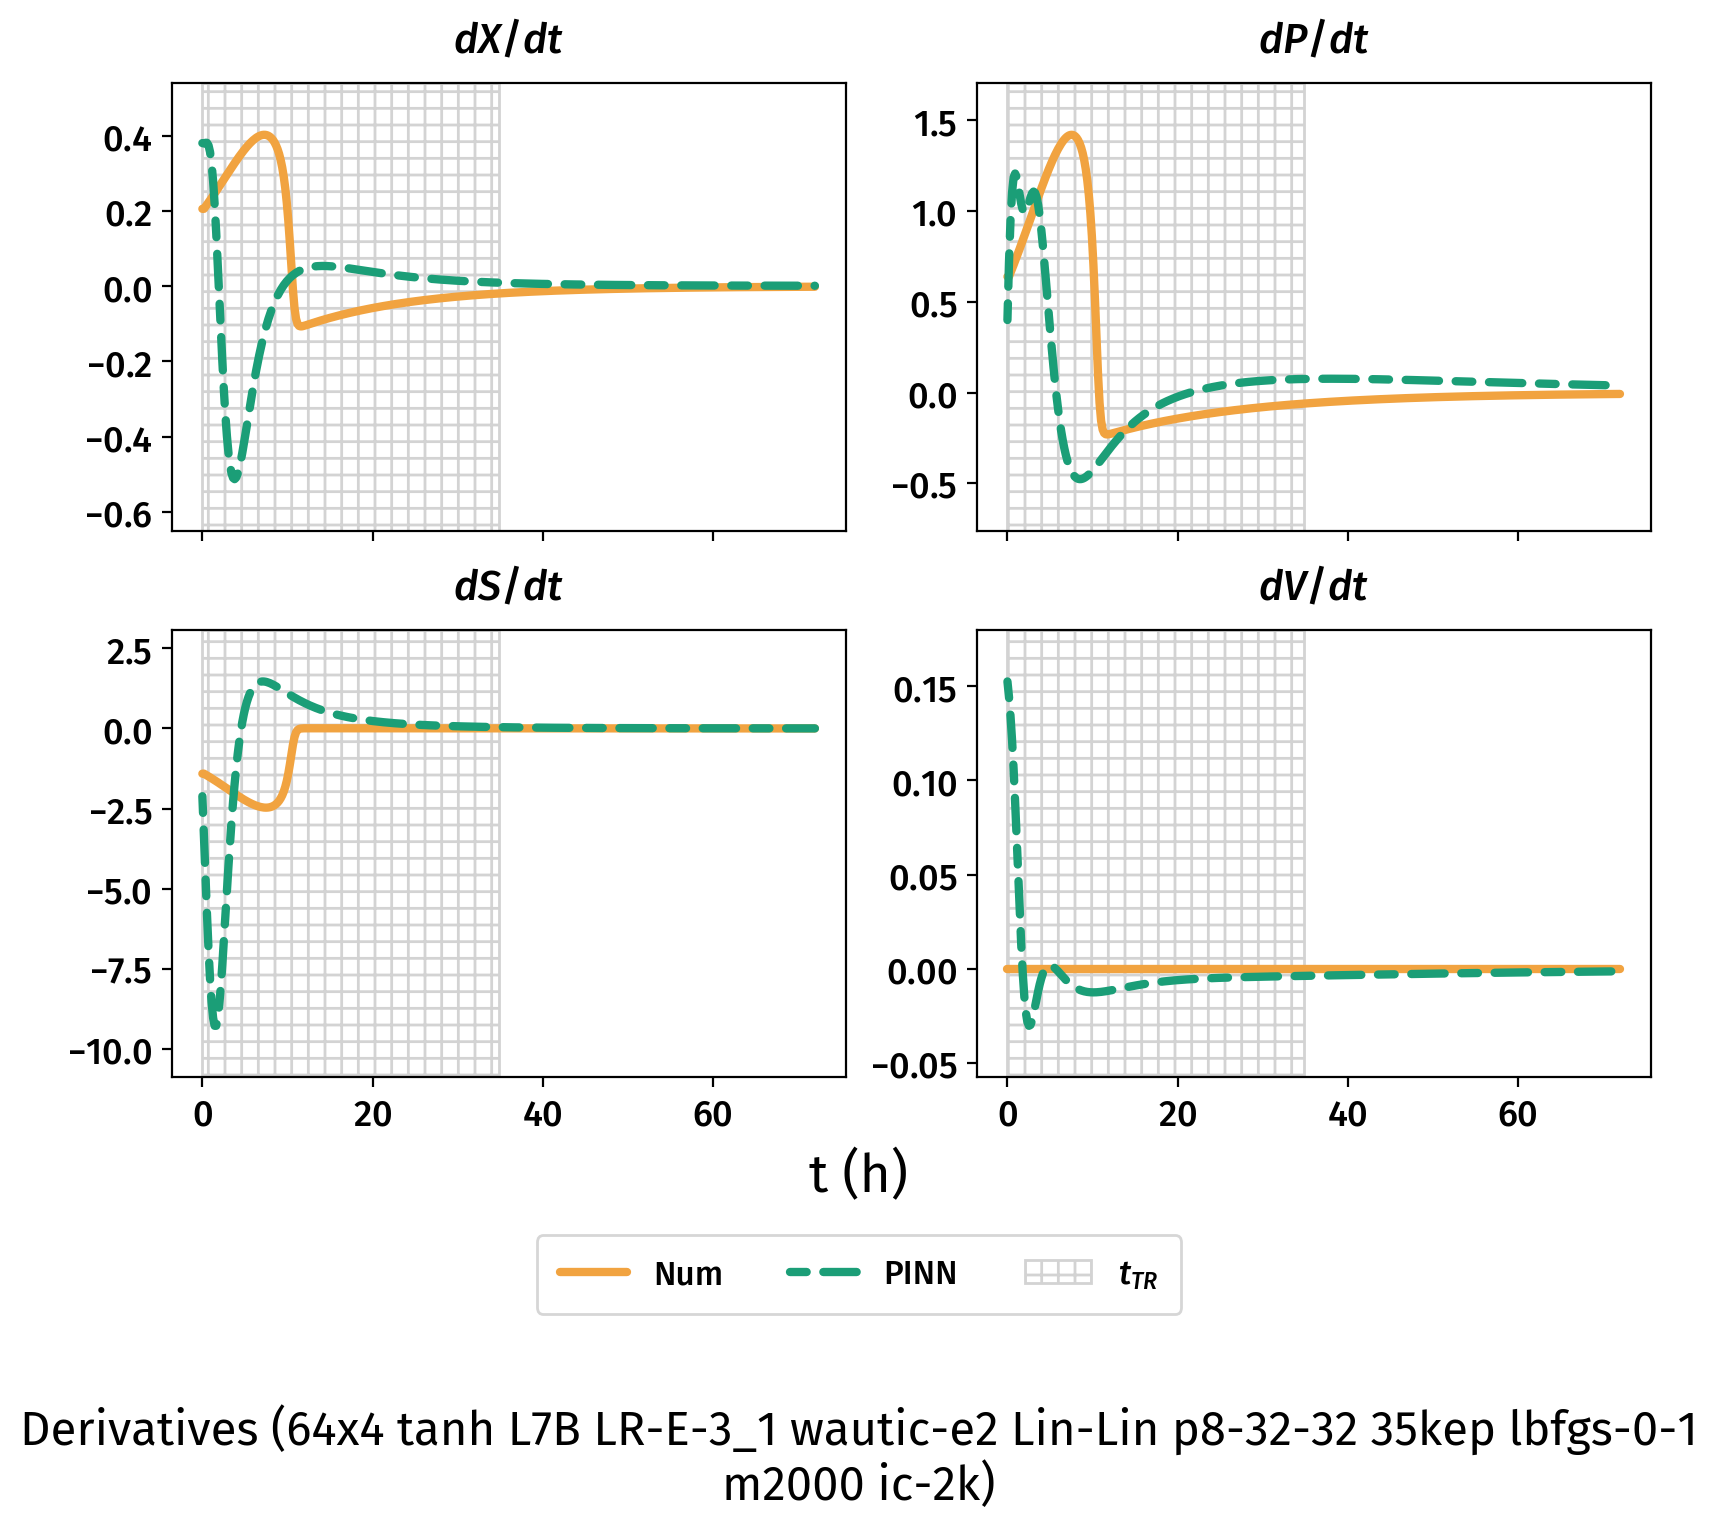 dX/dt
dP/dt
0.4
0.2
0.0
−0.2
−0.4
−0.6
1.5
1.0
0.5
0.0
−0.5
dS/dt
dV/dt
2.5
0.0
−2.5
−5.0
−7.5
−10.0
0.15
0.10
0.05
0.00
−0.05
0 20 40 60
0 20 40 60
t (h)
Num PINN tTR
Derivatives (64x4 tanh L7B LR-E-3_1 wautic-e2 Lin-Lin p8-32-32 35kep lbfgs-0-1
m2000 ic-2k)